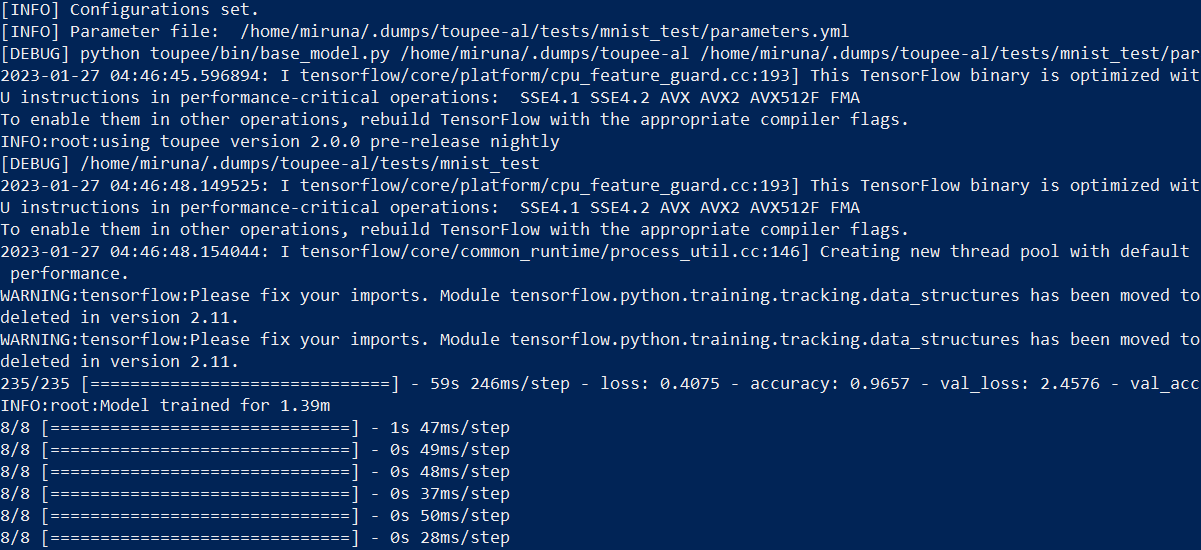 [INFO] Configurations set.
[INFO] Parameter file:  /home/miruna/.dumps/toupee-al/tests/mnist_test/parameters.yml
[DEBUG] python toupee/bin/base_model.py /home/miruna/.dumps/toupee-al /home/miruna/.dumps/toupee-al/tests/mnist_test/par
2023-01-27 04:46:45.596894: I tensorflow/core/platform/cpu_feature_guard.cc:193] This TensorFlow binary is optimized wit
U instructions in performance-critical operations:  SSE4.1 SSE4.2 AVX AVX2 AVX512F FMA
To enable them in other operations, rebuild TensorFlow with the appropriate compiler flags.
INFO:root:using toupee version 2.0.0 pre-release nightly
[DEBUG] /home/miruna/.dumps/toupee-al/tests/mnist_test
2023-01-27 04:46:48.149525: I tensorflow/core/platform/cpu_feature_guard.cc:193] This TensorFlow binary is optimized wit
U instructions in performance-critical operations:  SSE4.1 SSE4.2 AVX AVX2 AVX512F FMA
To enable them in other operations, rebuild TensorFlow with the appropriate compiler flags.
2023-01-27 04:46:48.154044: I tensorflow/core/common_runtime/process_util.cc:146] Creating new thread pool with default
 performance.
WARNING:tensorflow:Please fix your imports. Module tensorflow.python.training.tracking.data_structures has been moved to
deleted in version 2.11.
WARNING:tensorflow:Please fix your imports. Module tensorflow.python.training.tracking.data_structures has been moved to
deleted in version 2.11.
235/235 [==============================] - 59s 246ms/step - loss: 0.4075 - accuracy: 0.9657 - val_loss: 2.4576 - val_acc
INFO:root:Model trained for 1.39m
8/8 [==============================] - 1s 47ms/step
8/8 [==============================] - 0s 49ms/step
8/8 [==============================] - 0s 48ms/step
8/8 [==============================] - 0s 37ms/step
8/8 [==============================] - 0s 50ms/step
8/8 [==============================] - 0s 28ms/step